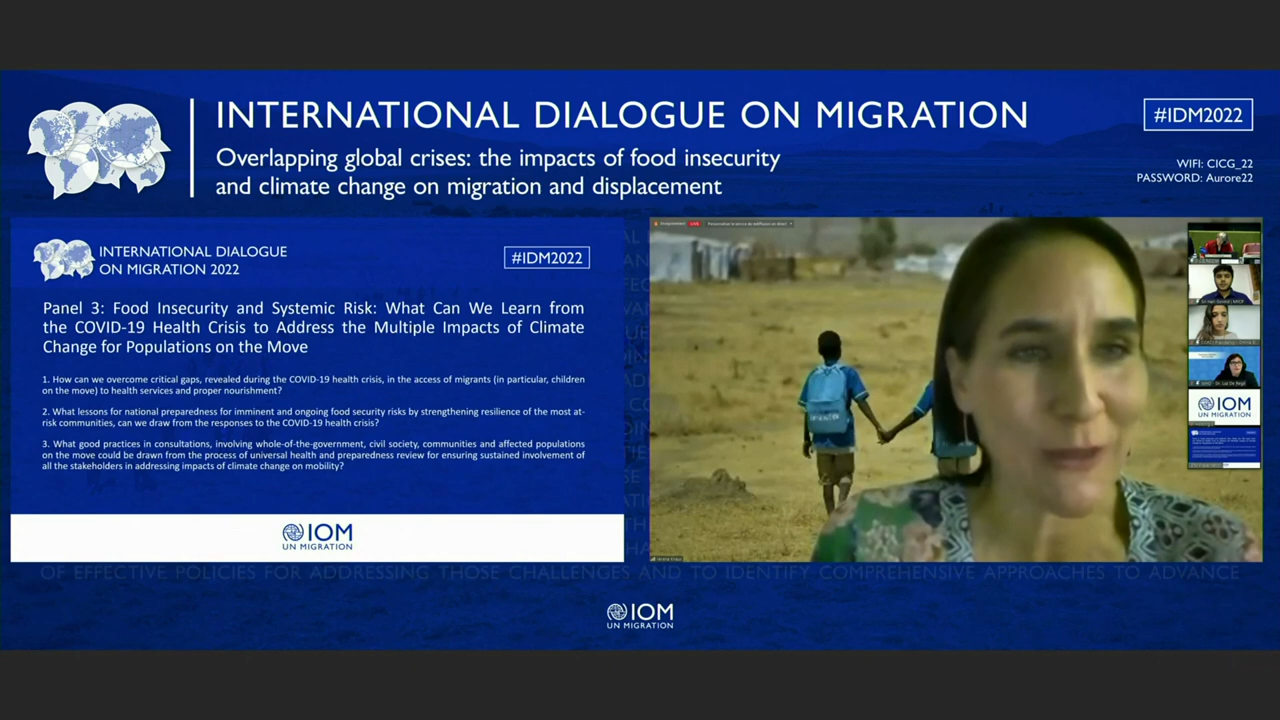 INTERNATIONAL DIALOGUE ON MIGRATION
Overlapping global crises: the impacts of food insecurity
and climate change on migration and displacement
#IDM2022
WIFI: CICG_22
PASSWORD: Aurore22
INTERNATIONAL DIALOGUE
ON MIGRATION 2022
#IDM2022
Panel 3: Food Insecurity and Systemic Risk: What Can We Learn from
the COVID-19 Health Crisis to Address the Multiple Impacts of Climate
Change for Populations on the Move
1. How can we overcome critical gaps, revealed during the COVID-19 health crisis, in the access of migrants (in particular, children
on the move) to health services and proper nourishment?
2. What lessons for national preparedness for imminent and ongoing food security risks by strengthening resilience of the most at-
risk communities, can we draw from the responses to the COVID-19 health crisis?
3. What good practices in consultations, involving whole-of-the-government, civil society, communities and affected populations
on the move could be drawn from the process of universal health and preparedness review for ensuring sustained involvement of
all the stakeholders in addressing impacts of climate change on mobility?
IOM
UN MIGRATION
LIVE
IOM
UN MIGRATION
OF EFFECTIVE POLICIES FOR ADDRESSING THOSE CHALLENGES AND TO IDENTIFY COMPREHENSIVE APPROACHES TO ADVANCE
IOM
UN MIGRATION